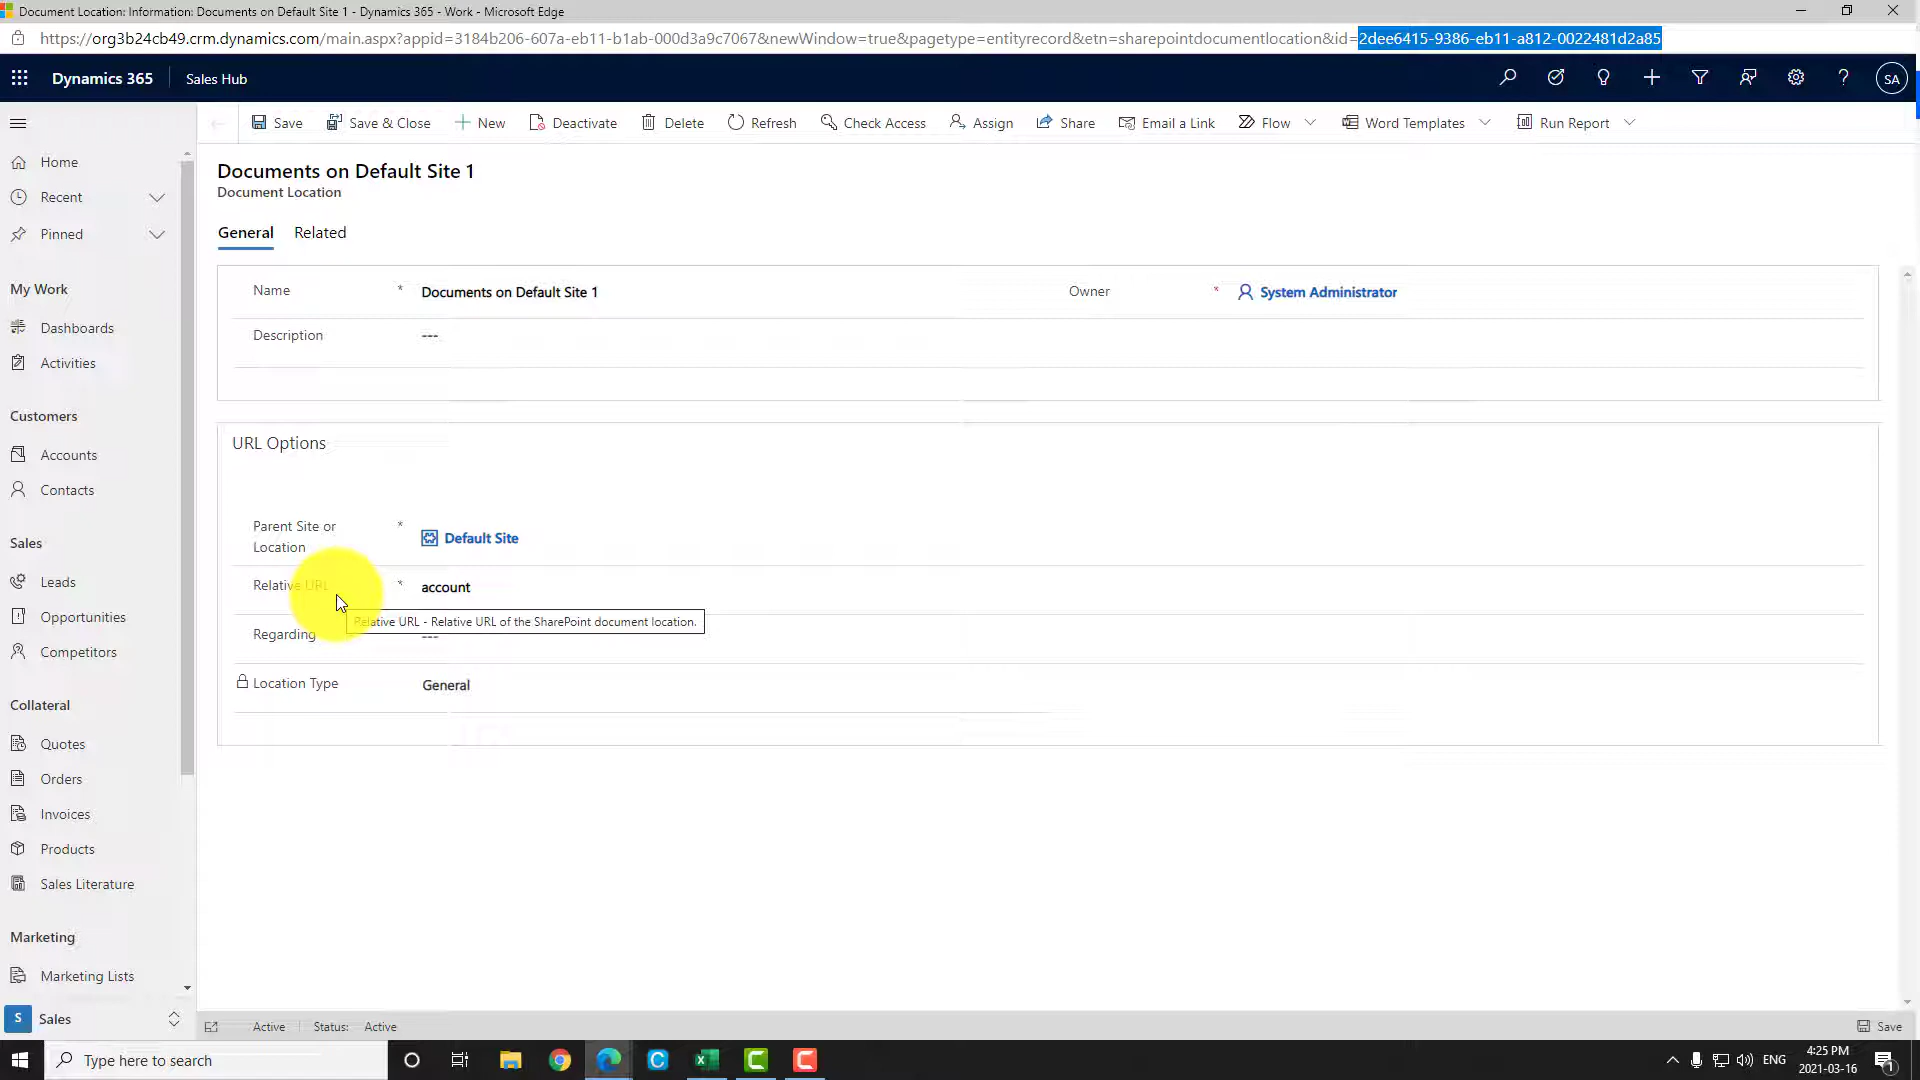 Document Location: Information: Documents on Default Site 1 - Dynamics 365 - Work - Microsoft Edge
https://org3b24cb49.crm.dynamics.com/main.aspx?appid=3184b206-607a-eb11-b1ab-000d3a9c7067&newWindow=true&pagetype=entityrecord&etn=sharepointdocumentlocation&id=2dee6415-9386-eb11-a812-0022481d2a85
Dynamics 365
Sales Hub
SA
Save
Save & Close
New
Deactivate
Delete
Refresh
Check Access
Assign
Share
Email a Link
Flow
Word Templates
Run Report
Home
Recent
Pinned
My Work
Dashboards
Activities
Customers
Accounts
Contacts
Sales
Leads
Opportunities
Competitors
Collateral
Quotes
Orders
Invoices
Products
Sales Literature
Marketing
Marketing Lists
S Sales
Documents on Default Site 1
Document Location
General
Related
Name * Documents on Default Site 1
Owner * System Administrator
Description ---
URL Options
Parent Site or
Location
* Default Site
Relative URL * account
Relative URL - Relative URL of the SharePoint document location.
Regarding ---
Location Type General
Active
Status: Active
Save
Type here to search
ENG
4:25 PM
2021-03-16
1